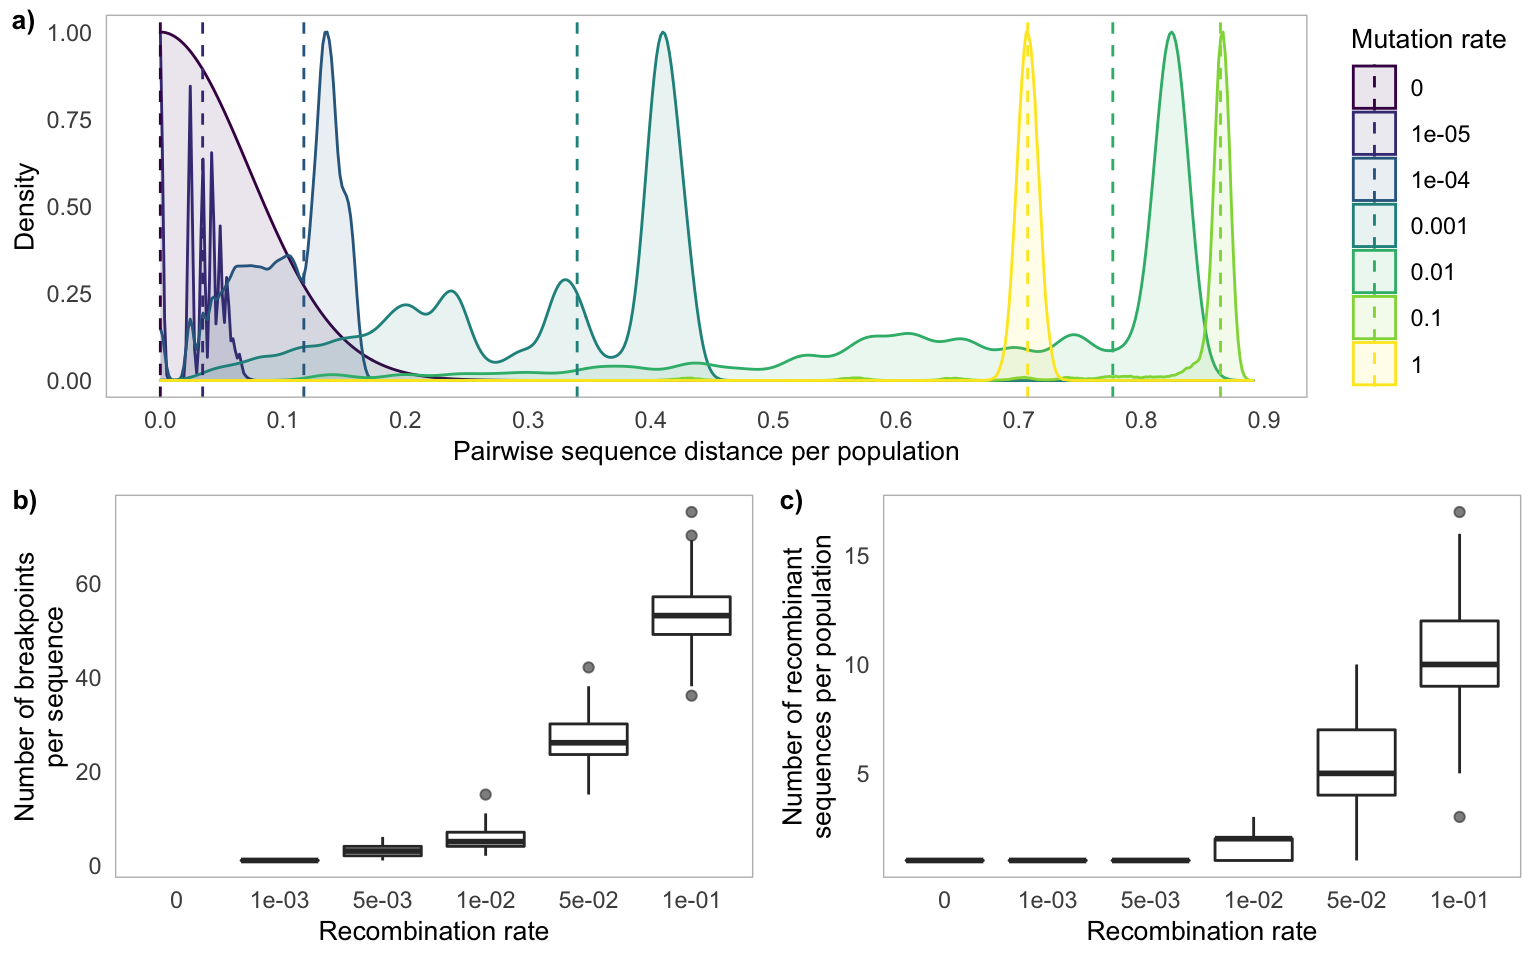 a)
1.00
0.75
0.50
0.25
0.00
Density
0.0 0.1 0.2 0.3 0.4 0.5 0.6 0.7 0.8 0.9
Pairwise sequence distance per population
Mutation rate
0
1e-05
1e-04
0.001
0.01
0.1
1
b)
Number of breakpoints
per sequence
60
40
20
0
0 1e-03 5e-03 1e-02 5e-02 1e-01
Recombination rate
c)
Number of recombinant
sequences per population
15
10
5
0 1e-03 5e-03 1e-02 5e-02 1e-01
Recombination rate